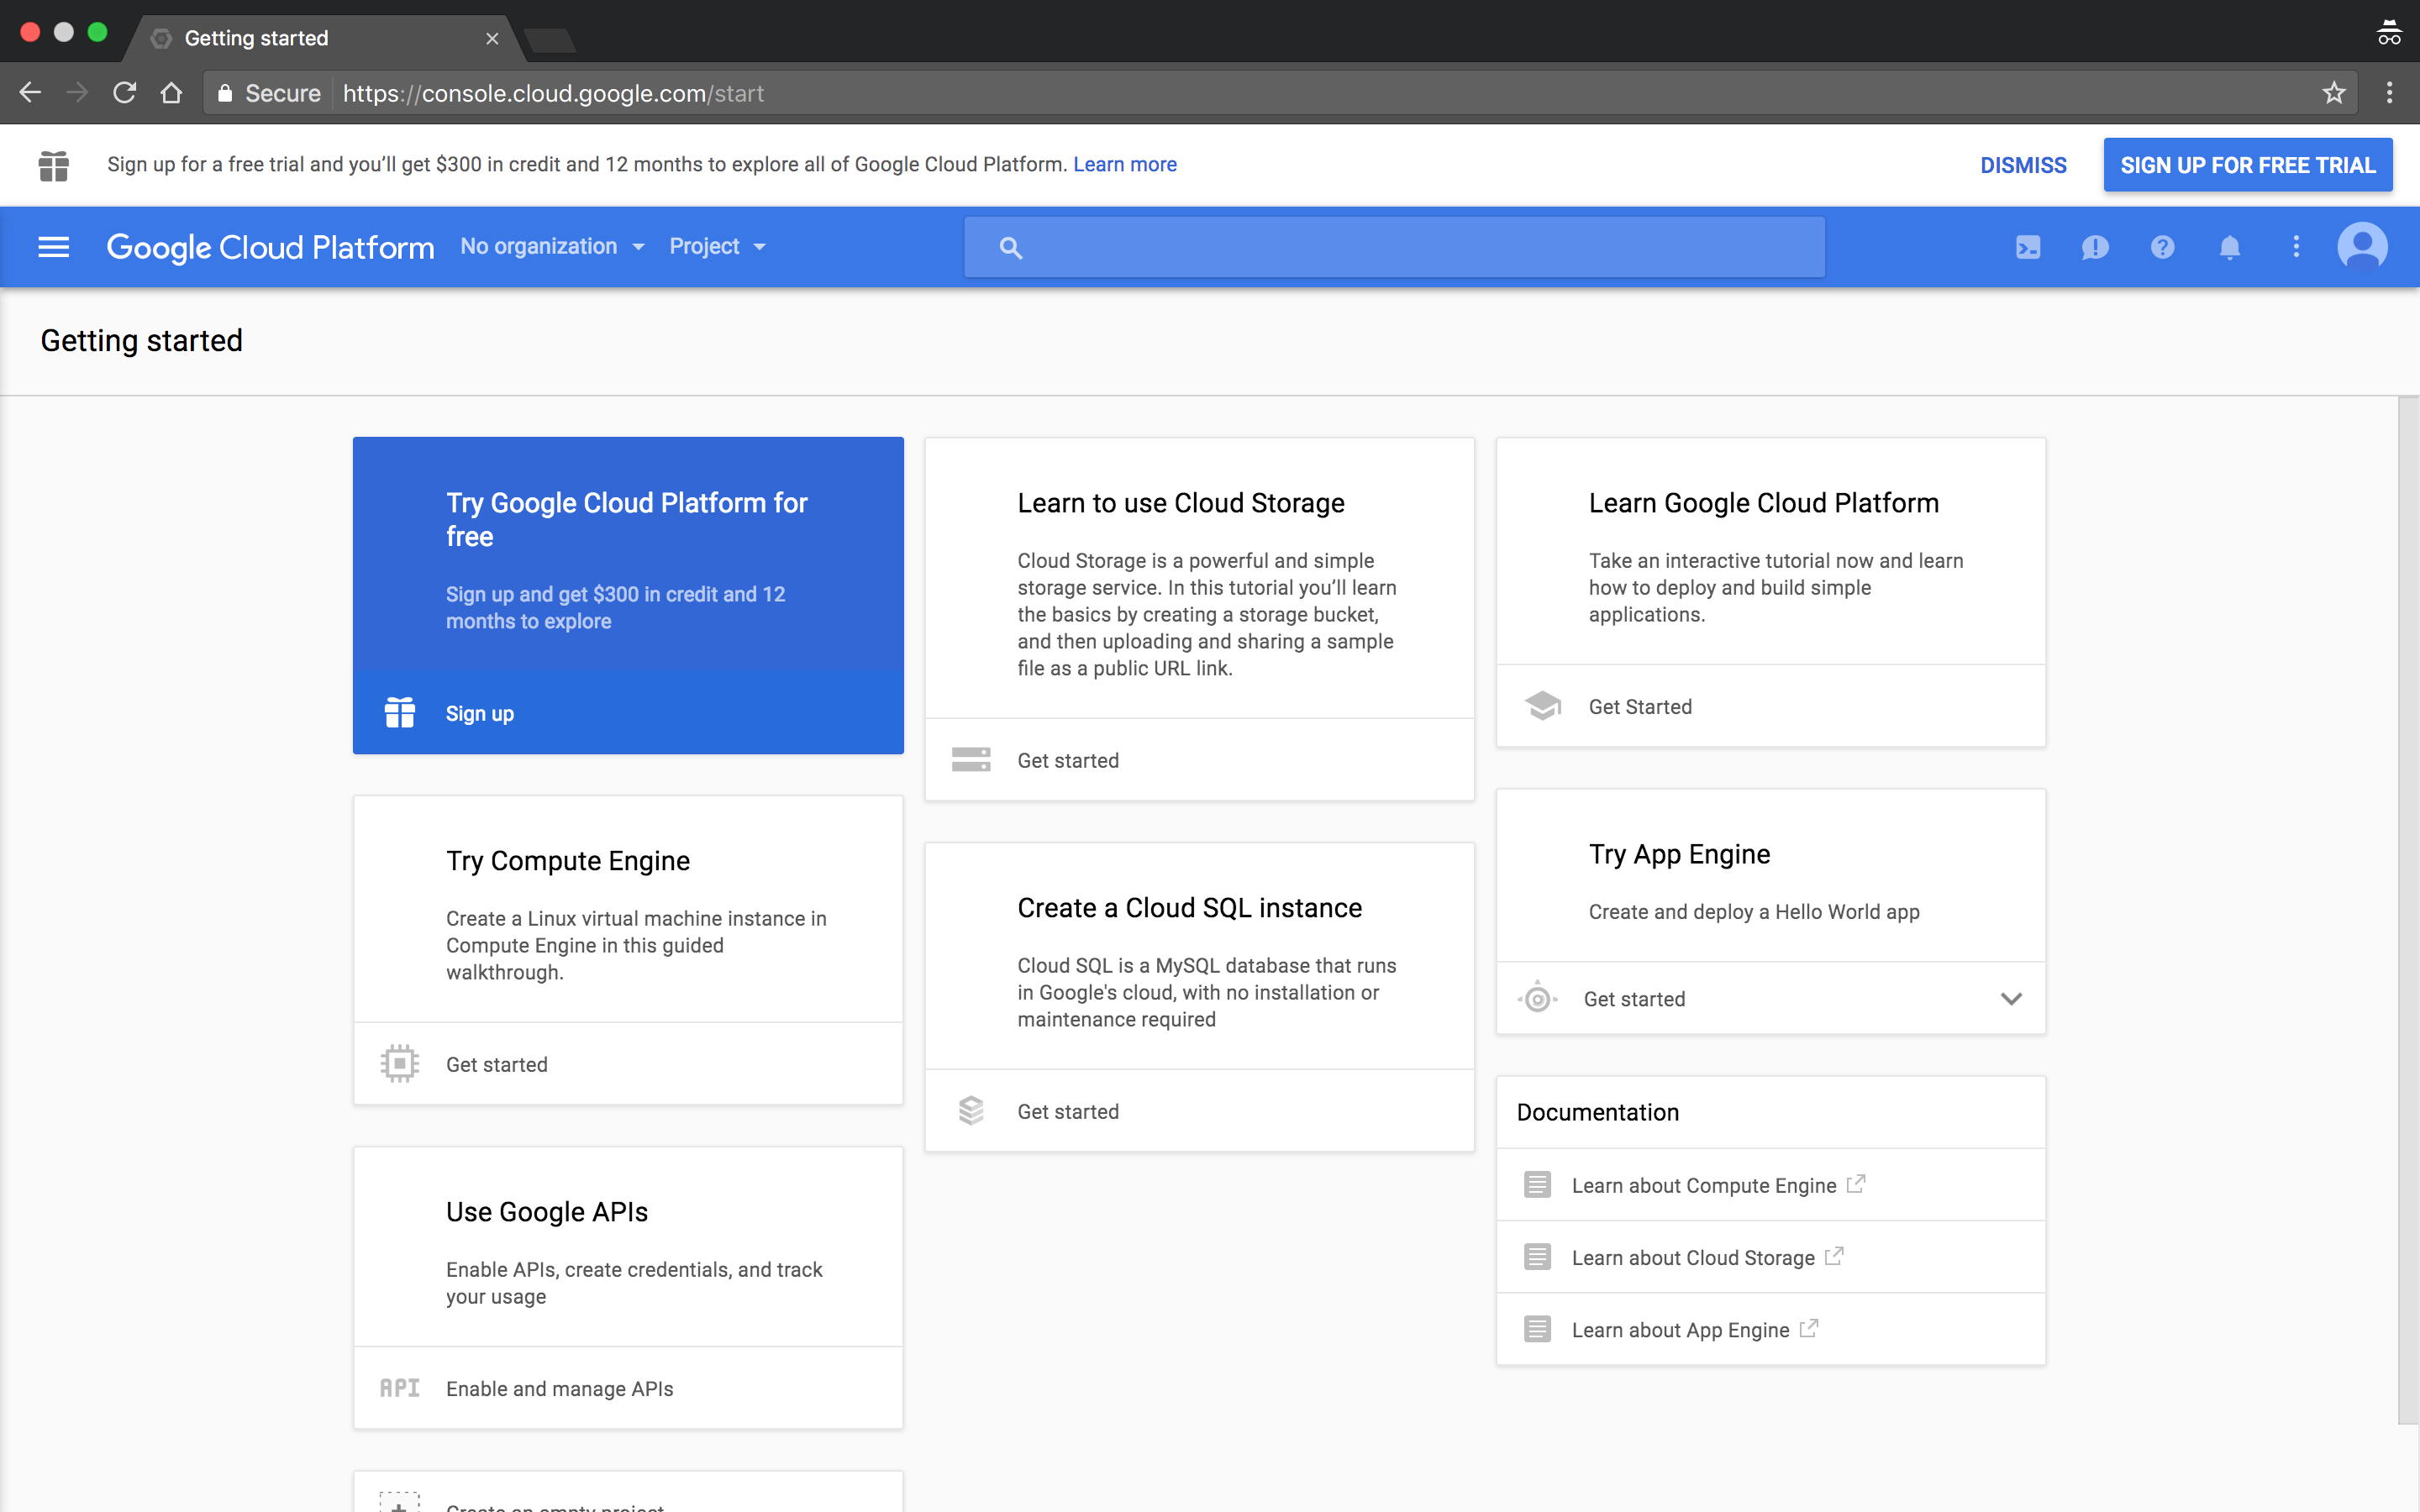 Getting started
Secure https://console.cloud.google.com/start
Sign up for a free trial and you’ll get $300 in credit and 12 months to explore all of Google Cloud Platform. Learn more
DISMISS
SIGN UP FOR FREE TRIAL
Google Cloud Platform
No organization
Project
Getting started
Try Google Cloud Platform for
free
Sign up and get $300 in credit and 12
months to explore
Sign up
Try Compute Engine
Create a Linux virtual machine instance in
Compute Engine in this guided
walkthrough.
Get started
Use Google APIs
Enable APIs, create credentials, and track
your usage
API
Enable and manage APIs
Create an empty project
Learn to use Cloud Storage
Cloud Storage is a powerful and simple
storage service. In this tutorial you’ll learn
the basics by creating a storage bucket,
and then uploading and sharing a sample
file as a public URL link.
Get started
Create a Cloud SQL instance
Cloud SQL is a MySQL database that runs
in Google's cloud, with no installation or
maintenance required
Get started
Learn Google Cloud Platform
Take an interactive tutorial now and learn
how to deploy and build simple
applications.
Get Started
Try App Engine
Create and deploy a Hello World app
Get started
Documentation
Learn about Compute Engine
Learn about Cloud Storage
Learn about App Engine